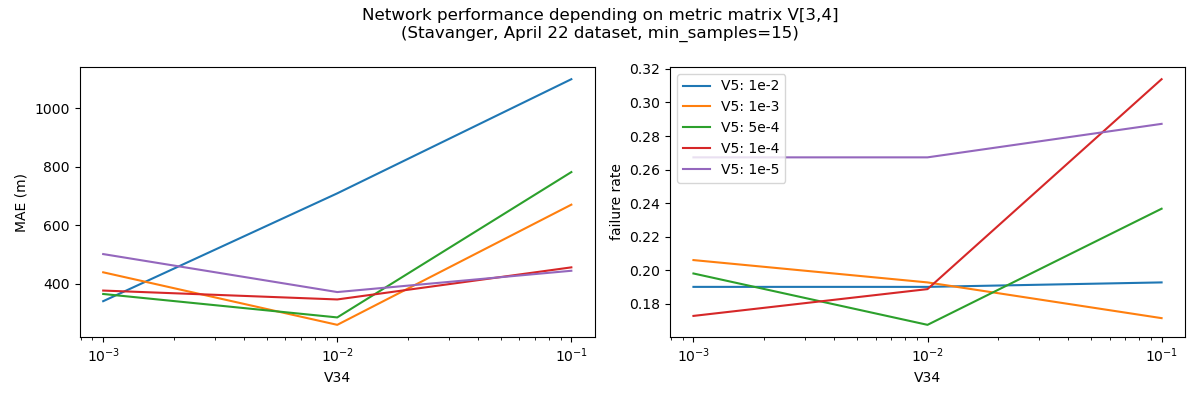 Network performance depending on metric matrix V[3,4]
(Stavanger, April 22 dataset, min_samples=15)
MAE (m)
1000
800
600
400
10⁻³
10⁻²
10⁻¹
V34
failure rate
0.32
0.30
0.28
0.26
0.24
0.22
0.20
0.18
V5: 1e-2
V5: 1e-3
V5: 5e-4
V5: 1e-4
V5: 1e-5
10⁻³
10⁻²
10⁻¹
V34